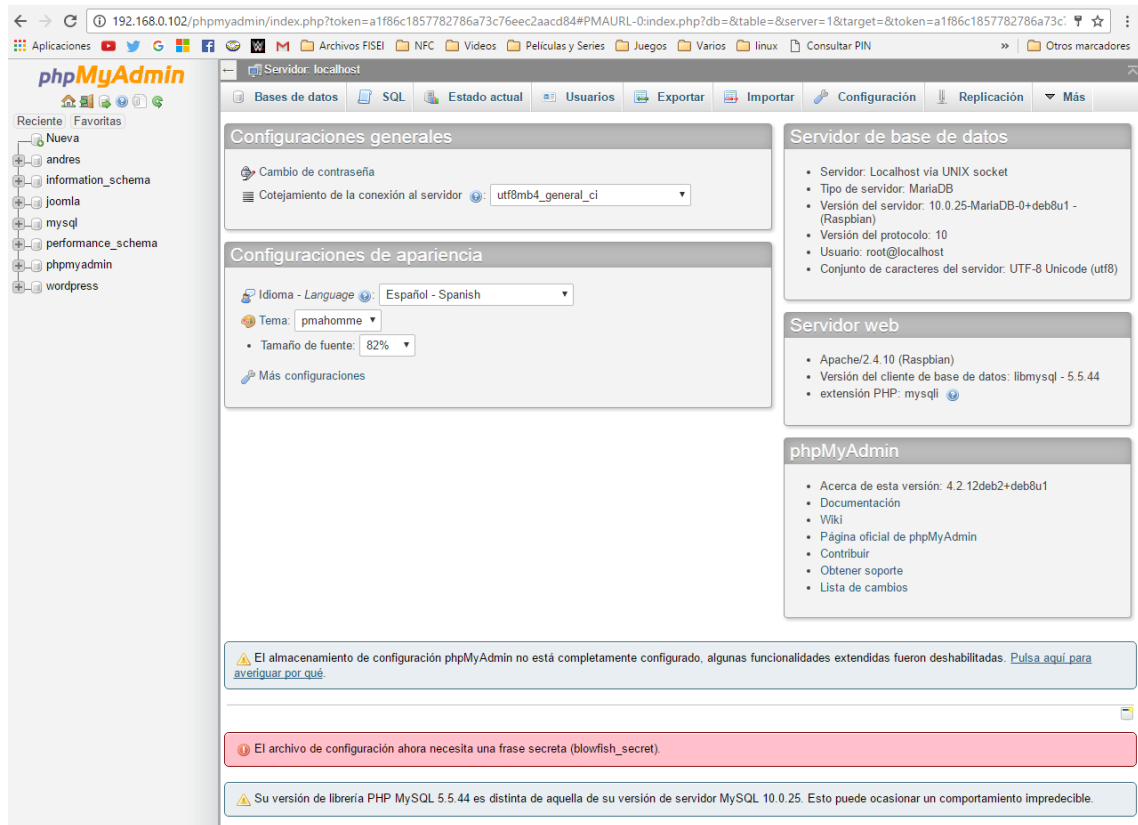 192.168.0.102/phpmyadmin/index.php?token=a1f86c1857782786a73c76eec2aacd84#PMAURL-0:index.php?db=&table=&server=1&target=&token=a1f86c1857782786a73c
Aplicaciones
Archivos FISEI
NFC
Videos
Películas y Series
Juegos
Varios
linux
Consultar PIN
»
Otros marcadores
phpMyAdmin
Reciente Favoritas
Nueva
andres
information_schema
joomla
mysql
performance_schema
phpmyadmin
wordpress
Servidor: localhost
Bases de datos
SQL
Estado actual
Usuarios
Exportar
Importar
Configuración
Replicación
Más
Configuraciones generales
Cambio de contraseña
Cotejamiento de la conexión al servidor : utf8mb4_general_ci
Configuraciones de apariencia
Idioma - Language : Español - Spanish
Tema: pmahomme
Tamaño de fuente: 82%
Más configuraciones
Servidor de base de datos
Servidor: Localhost via UNIX socket
Tipo de servidor: MariaDB
Versión del servidor: 10.0.25-MariaDB-0+deb8u1 -
(Raspbian)
Versión del protocolo: 10
Usuario: root@localhost
Conjunto de caracteres del servidor: UTF-8 Unicode (utf8)
Servidor web
Apache/2.4.10 (Raspbian)
Versión del cliente de base de datos: libmysql - 5.5.44
extensión PHP: mysqli
phpMyAdmin
Acerca de esta versión: 4.2.12deb2+deb8u1
Documentación
Wiki
Página oficial de phpMyAdmin
Contribuir
Obtener soporte
Lista de cambios
El almacenamiento de configuración phpMyAdmin no está completamente configurado, algunas funcionalidades extendidas fueron deshabilitadas. Pulsa aquí para
averiguar por qué.
El archivo de configuración ahora necesita una frase secreta (blowfish_secret).
Su versión de librería PHP MySQL 5.5.44 es distinta de aquella de su versión de servidor MySQL 10.0.25. Esto puede ocasionar un comportamiento impredecible.